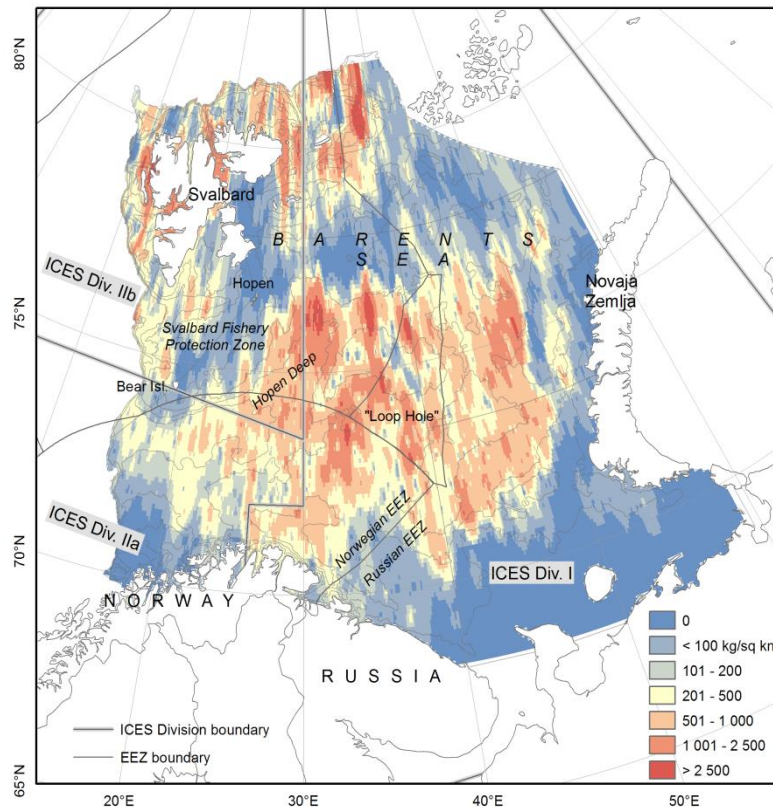 80°N
Svalbard
B A R E N T S
S E A
ICES Div. IIb
Hopen
Novaja
Zemlja
75°N
Svalbard Fishery
Protection Zone
Bear Isl.
Hopen Deep
"Loop Hole"
ICES Div. IIa
Norwegian EEZ
Russian EEZ
70°N
ICES Div. I
N O R W A Y
R U S S I A
0
< 100 kg/sq km
101 - 200
201 - 500
501 - 1 000
1 001 - 2 500
> 2 500
ICES Division boundary
EEZ boundary
65°N
20°E
30°E
40°E
50°E